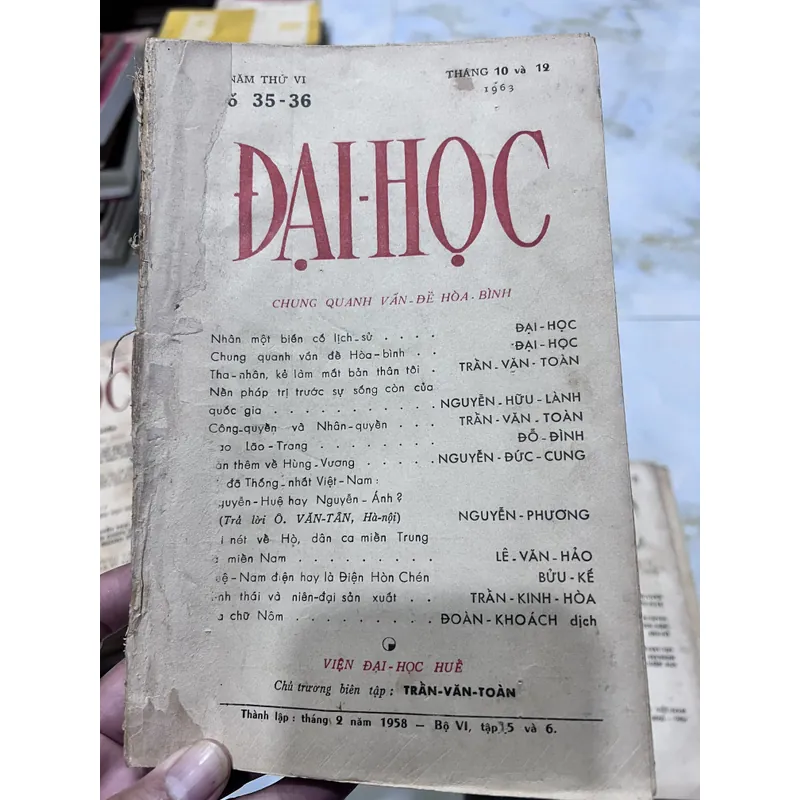 NĂM THỨ VI
35-36
THÁNG 10 và 12
1963
ĐẠI-HỌC
CHUNG QUANH VẤN-ĐỀ HÒA-BÌNH
Nhân một biến cố lịch-sử . . . . ĐẠI-HỌC
Chung quanh vấn đề Hòa-bình . . ĐẠI-HỌC
Tha-nhân, kẻ làm mất bản thân tôi . TRẦN-VĂN-TOÀN
Nền pháp trị trước sự sống còn của
quốc gia . . . . . . . . . . . NGUYỄN-HỮU-LÀNH
Công-quyền và Nhân-quyền . . . TRẦN-VĂN-TOÀN
Lão-Trang . . . . . . . ĐỖ-ĐÌNH
thêm về Hùng-Vương . . . . . NGUYỄN-ĐỨC-CUNG
đã Thống-nhất Việt-Nam :
guyễn-Huệ hay Nguyễn-Ánh ?
(Trả lời Ô. VĂN-TÂN, Hà-nội) NGUYỄN-PHƯƠNG
nét về Hò, dân ca miền Trung
miền Nam . . . . . . . . . LÊ-VĂN-HẢO
ệ-Nam điện hay là Điện Hòn Chén BỬU-KẾ
nh thái và niên-đại sản xuất . . TRẦN-KINH-HÒA
chữ Nôm . . . . . . . . . ĐOÀN-KHOÁCH dịch
VIỆN ĐẠI-HỌC HUẾ
Chủ trương biên tập : TRẦN-VĂN-TOÀN
Thành lập : tháng 2 năm 1958 — Bộ VI, tập 5 và 6.